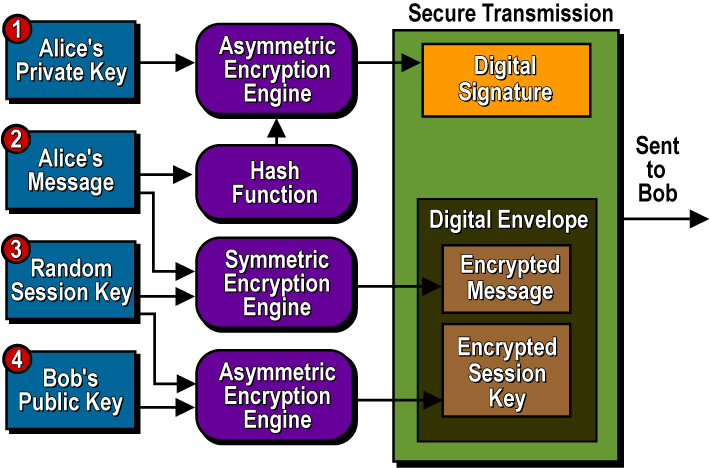 Secure Transmission
1
Alice's
Private Key
Asymmetric
Encryption
Engine
Digital
Signature
2
Alice's
Message
Hash
Function
Sent
to
Bob
Digital Envelope
3
Random
Session Key
Symmetric
Encryption
Engine
Encrypted
Message
4
Bob's
Public Key
Asymmetric
Encryption
Engine
Encrypted
Session
Key